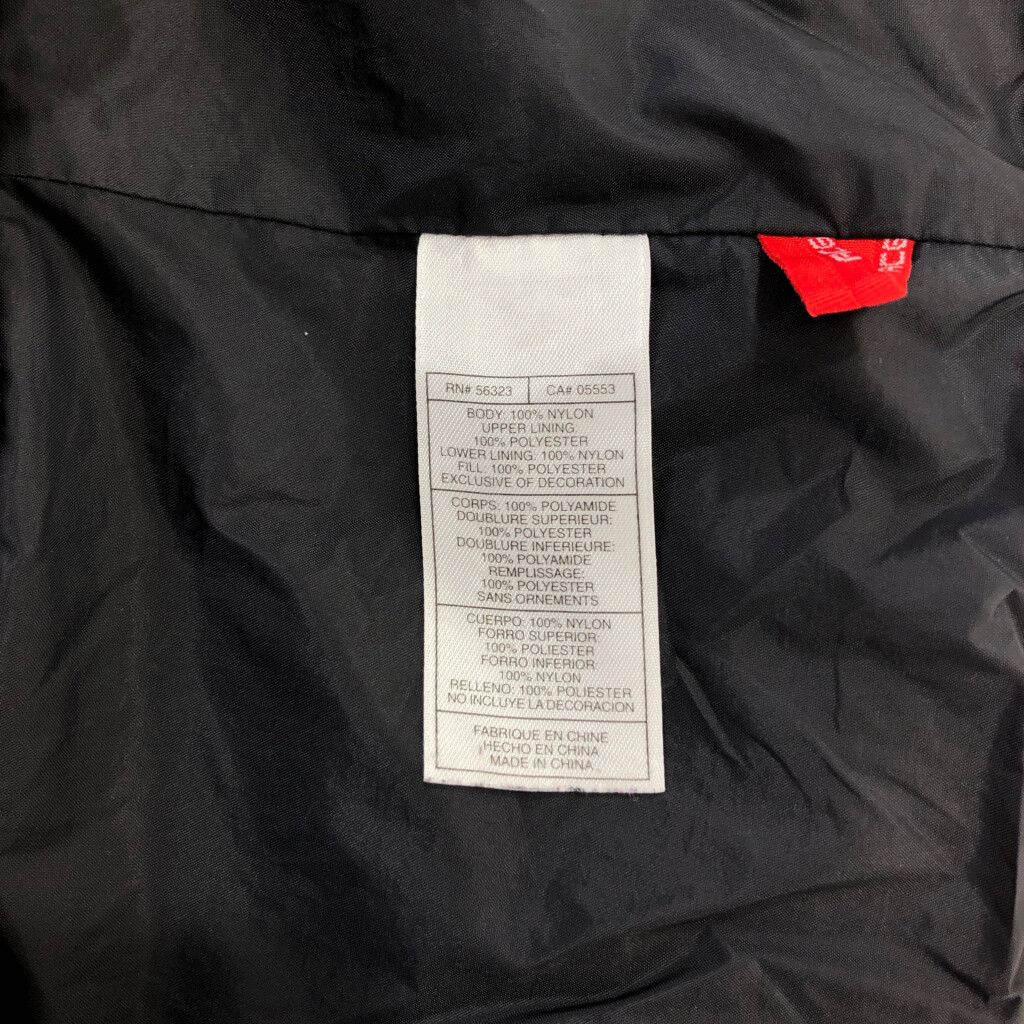 RN# 56323 CA# 05553
BODY: 100% NYLON
UPPER LINING
100% POLYESTER
LOWER LINING: 100% NYLON
FILL: 100% POLYESTER
EXCLUSIVE OF DECORATION
CORPS: 100% POLYAMIDE
DOUBLURE SUPERIEUR:
100% POLYESTER
DOUBLURE INFERIEURE:
100% POLYAMIDE
REMPLISSAGE:
100% POLYESTER
SANS ORNEMENTS
CUERPO: 100% NYLON
FORRO SUPERIOR:
100% POLIESTER
FORRO INFERIOR
100% NYLON
RELLENO: 100% POLIESTER
NO INCLUYE LA DECORACION
FABRIQUE EN CHINE
HECHO EN CHINA
MADE IN CHINA